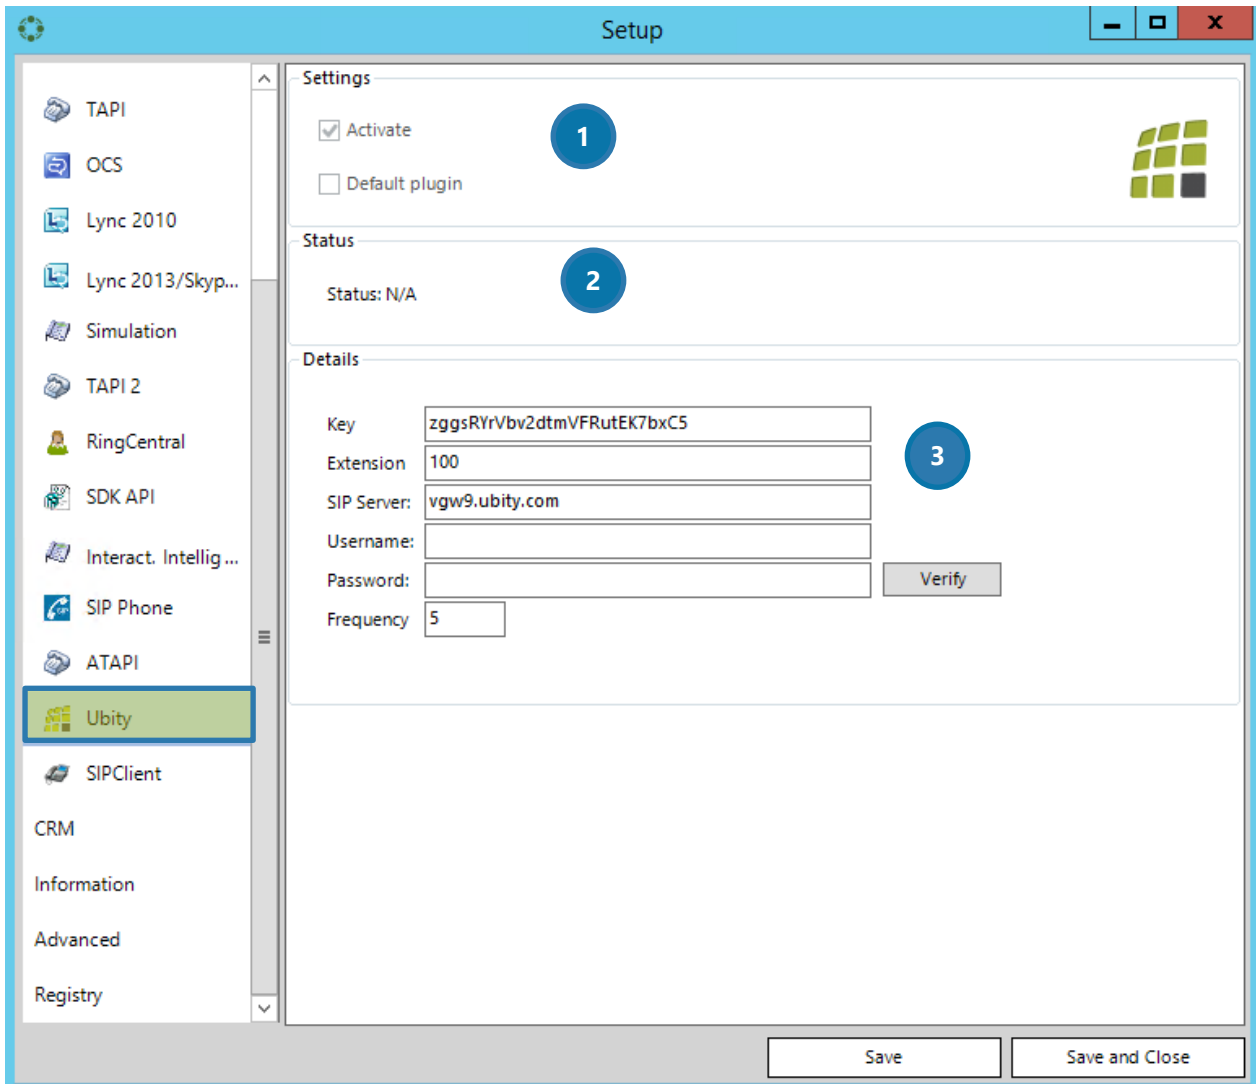 Setup
TAPI
OCS
Lync 2010
Lync 2013/Skyp...
Simulation
TAPI 2
RingCentral
SDK API
Interact. Intellig ...
SIP Phone
ATAPI
Ubity
SIPClient
CRM
Information
Advanced
Registry
Settings
Activate
1
Default plugin
Status
2
Status: N/A
Details
Key zggsRYrVbv2dtmVFRutEK7bxC5
Extension 100
3
SIP Server: vgw9.ubity.com
Username:
Password: Verify
Frequency 5
Save Save and Close